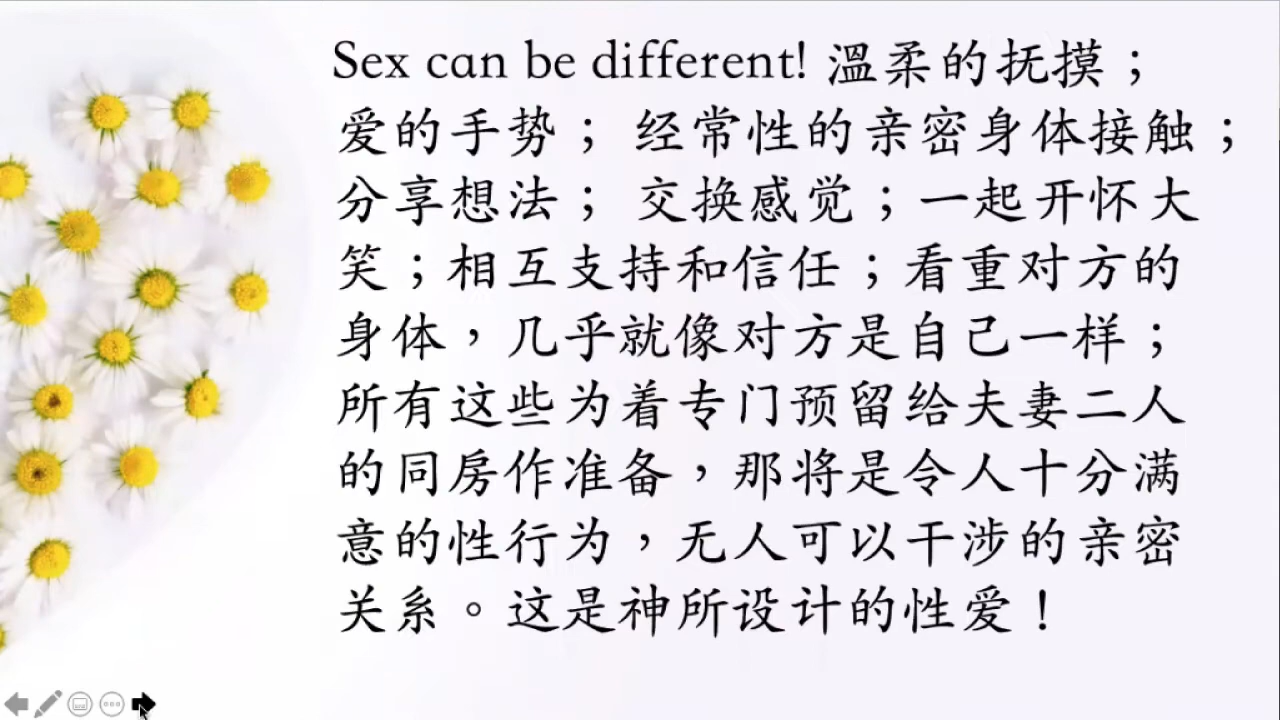 Sex can be different! 溫柔的抚摸；
爱的手势； 经常性的亲密身体接触；
分享想法； 交换感觉；一起开怀大
笑；相互支持和信任；看重对方的
身体，几乎就像对方是自己一样；
所有这些为着专门预留给夫妻二人
的同房作准备，那将是令人十分满
意的性行为，无人可以干涉的亲密
关系。这是神所设计的性爱！